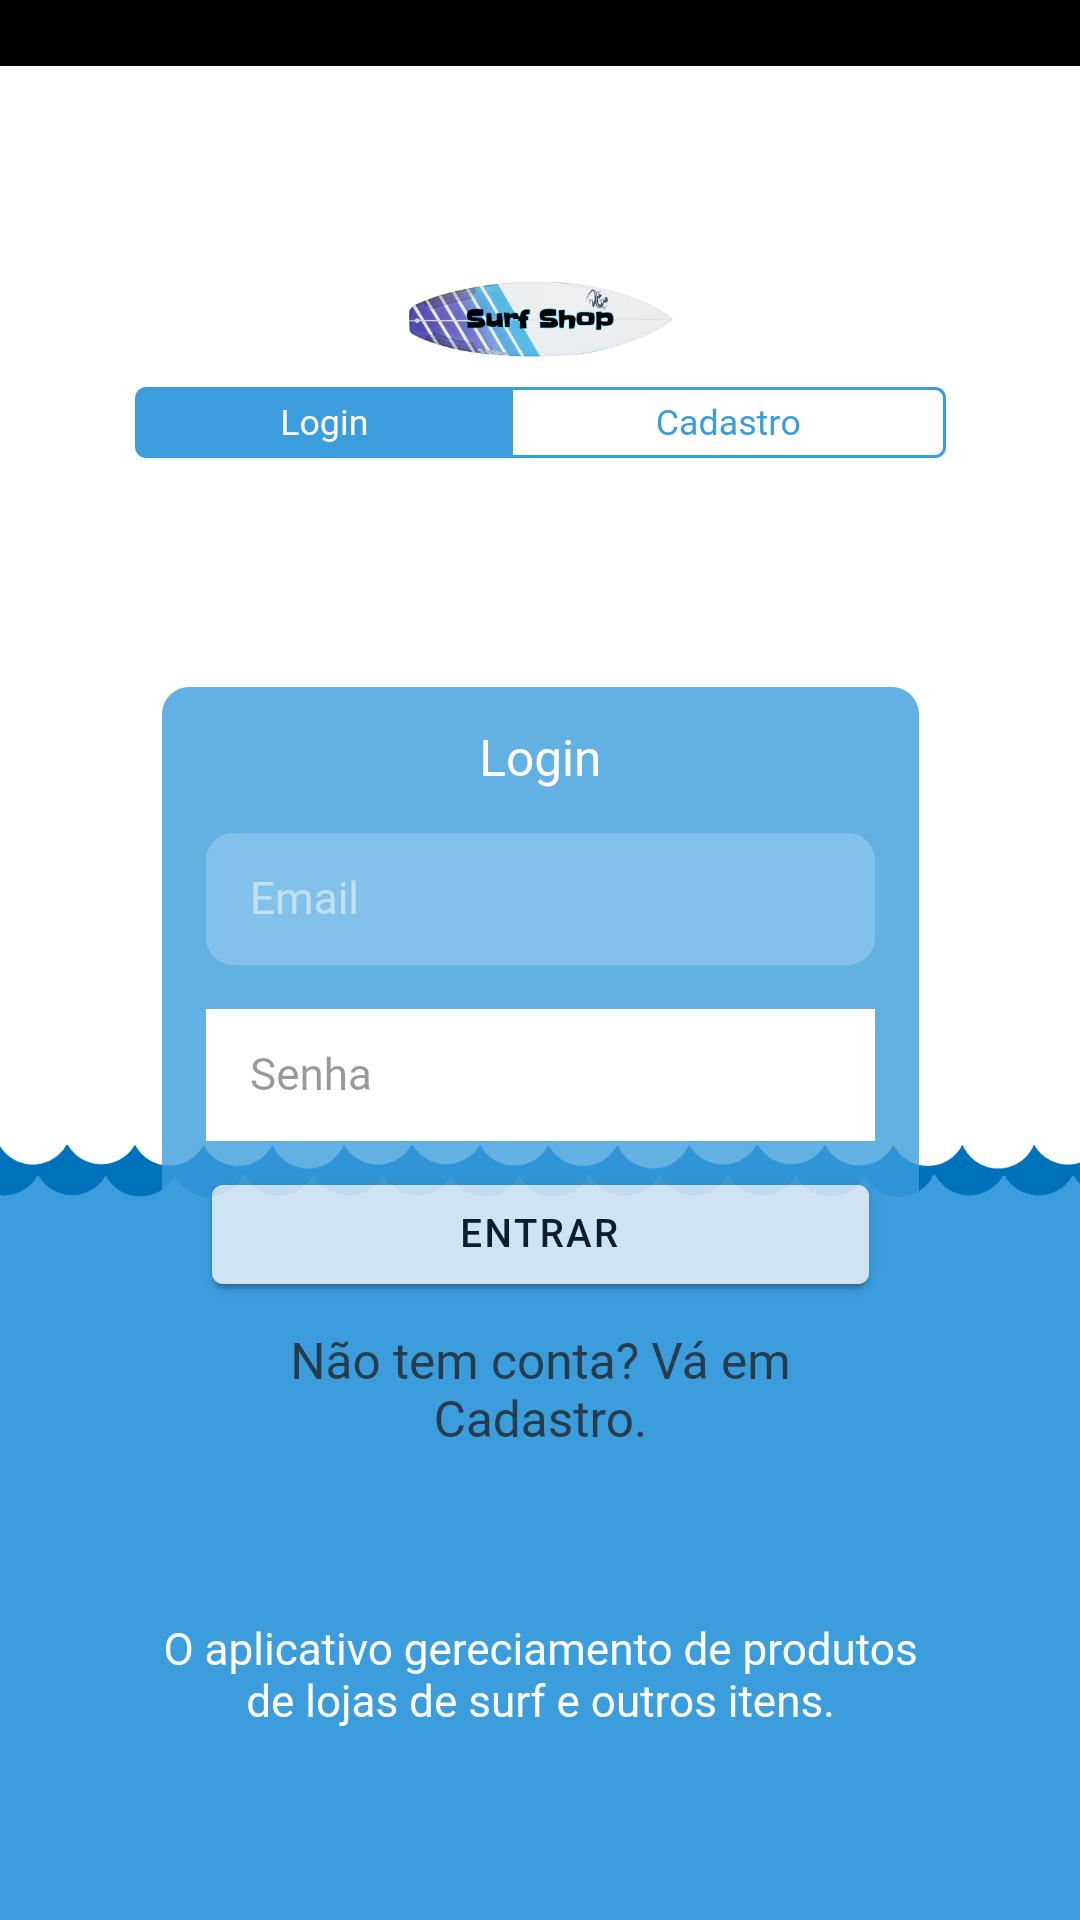 Surf Shop
Login
Cadastro
Login
Email
Senha
ENTRAR
Não tem conta? Vá em
Cadastro.
O aplicativo gereciamento de produtos
de lojas de surf e outros itens.